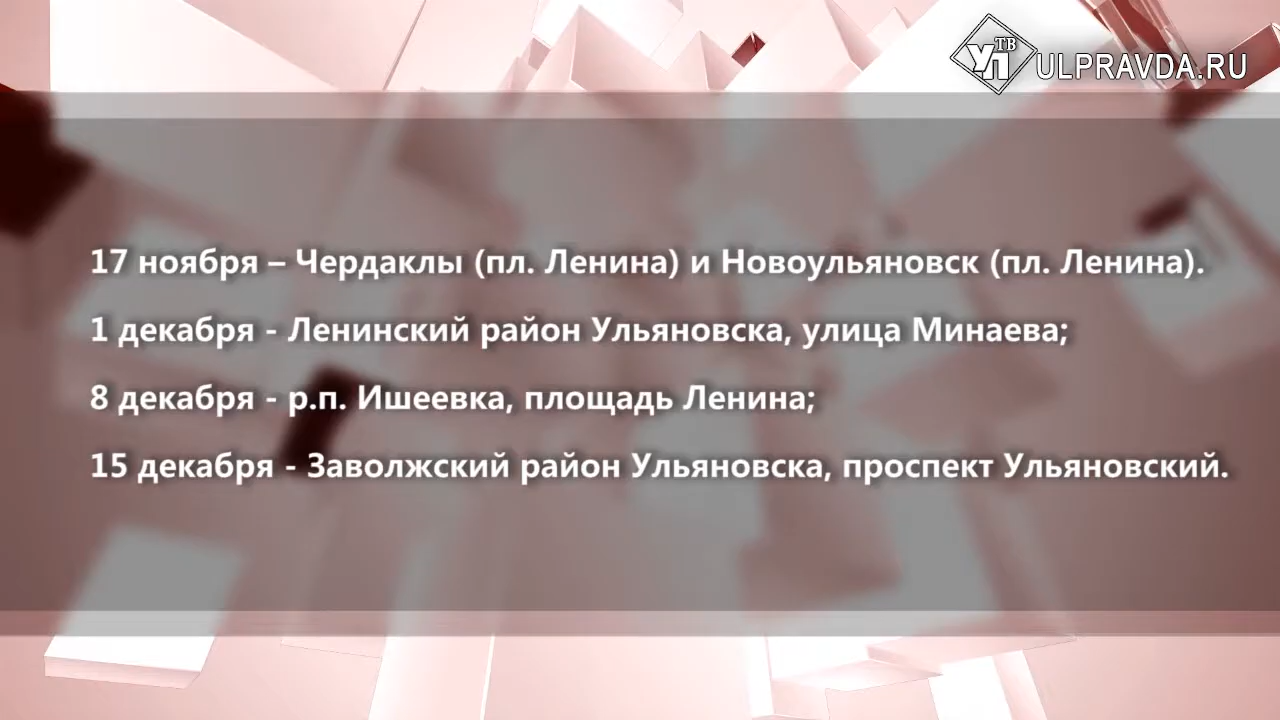 УП ТВ ULPRAVDA.RU
17 ноября – Чердаклы (пл. Ленина) и Новоульяновск (пл. Ленина).
1 декабря - Ленинский район Ульяновска, улица Минаева;
8 декабря - р.п. Ишеевка, площадь Ленина;
15 декабря - Заволжский район Ульяновска, проспект Ульяновский.